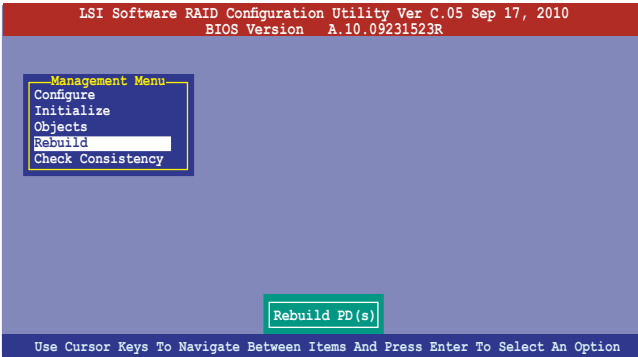 LSI Software RAID Configuration Utility Ver C.05 Sep 17, 2010
BIOS Version A.10.09231523R
Management Menu
Configure
Initialize
Objects
Rebuild
Check Consistency
Rebuild PD(s)
Use Cursor Keys To Navigate Between Items And Press Enter To Select An Option